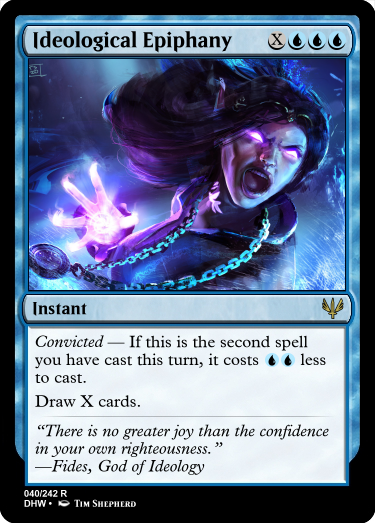 Ideological Epiphany X
Instant
Convicted — If this is the second spell
you have cast this turn, it costs less
to cast.
Draw X cards.
“There is no greater joy than the confidence
in your own righteousness.”
—Fides, God of Ideology
040/242 R
DHW • Tim Shepherd